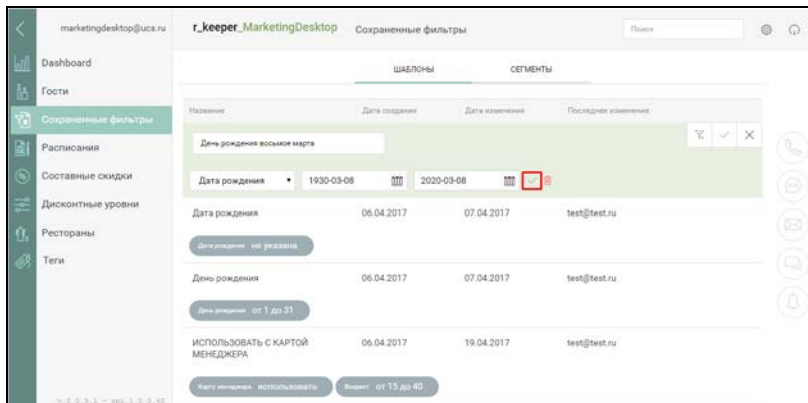 marketingdesktop@ucs.ru
r_keeper_MarketingDesktop
Сохраненные фильтры
Поиск
Dashboard
Гости
Сохраненные фильтры
Расписания
Составные скидки
Дисконтные уровни
Рестораны
Теги
ШАБЛОНЫ
СЕГМЕНТЫ
Название
Дата создания
Дата изменения
Последнее изменение
День рождения восьмое марта
Дата рождения
1930-03-08
2020-03-08
Дата рождения
06.04.2017
07.04.2017
test@test.ru
Дата рождения не указана
День рождения
06.04.2017
07.04.2017
test@test.ru
День рождения от 1 до 31
ИСПОЛЬЗОВАТЬ С КАРТОЙ
МЕНЕДЖЕРА
06.04.2017
19.04.2017
test@test.ru
Карту менеджера использовать
Возраст от 15 до 40